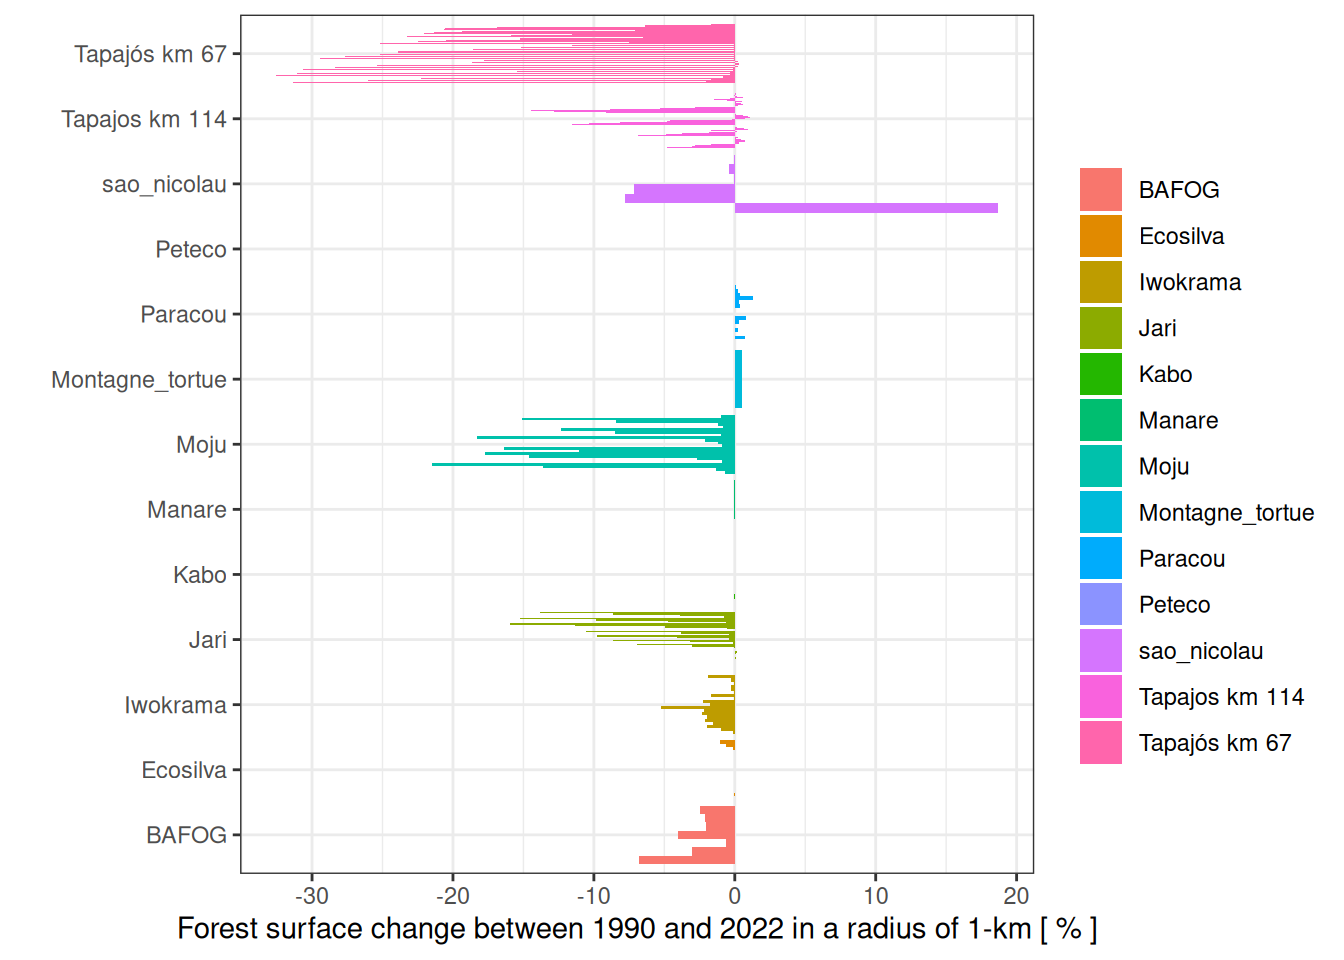 Tapajós km 67
Tapajos km 114
sao_nicolau
Peteco
Paracou
Montagne_tortue
Moju
Manare
Kabo
Jari
Iwokrama
Ecosilva
BAFOG
-30 -20 -10 0 10 20
Forest surface change between 1990 and 2022 in a radius of 1-km [ % ]
BAFOG
Ecosilva
Iwokrama
Jari
Kabo
Manare
Moju
Montagne_tortue
Paracou
Peteco
sao_nicolau
Tapajos km 114
Tapajós km 67